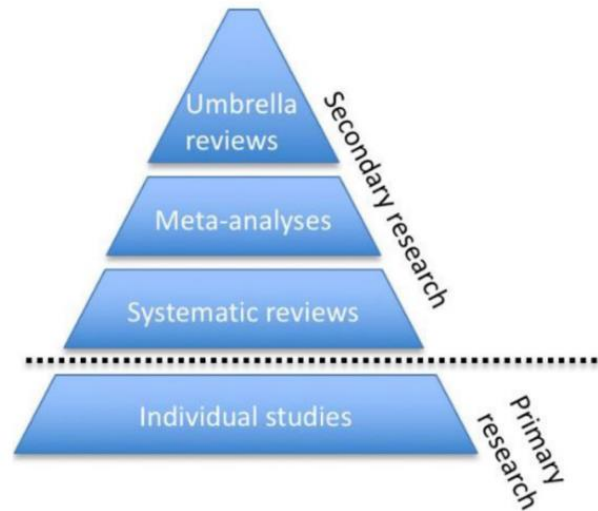 Umbrella
reviews
Secondary research
Meta-analyses
Systematic reviews
Individual studies
Primary
research